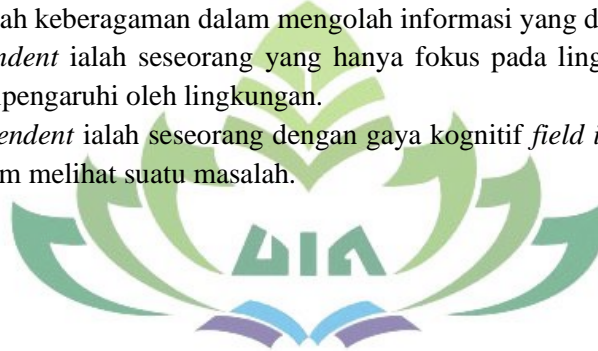 ah keberagaman dalam mengolah informasi yang d
ndent ialah seseorang yang hanya fokus pada ling
pengaruhi oleh lingkungan.
endent ialah seseorang dengan gaya kognitif field i
m melihat suatu masalah.
UIN